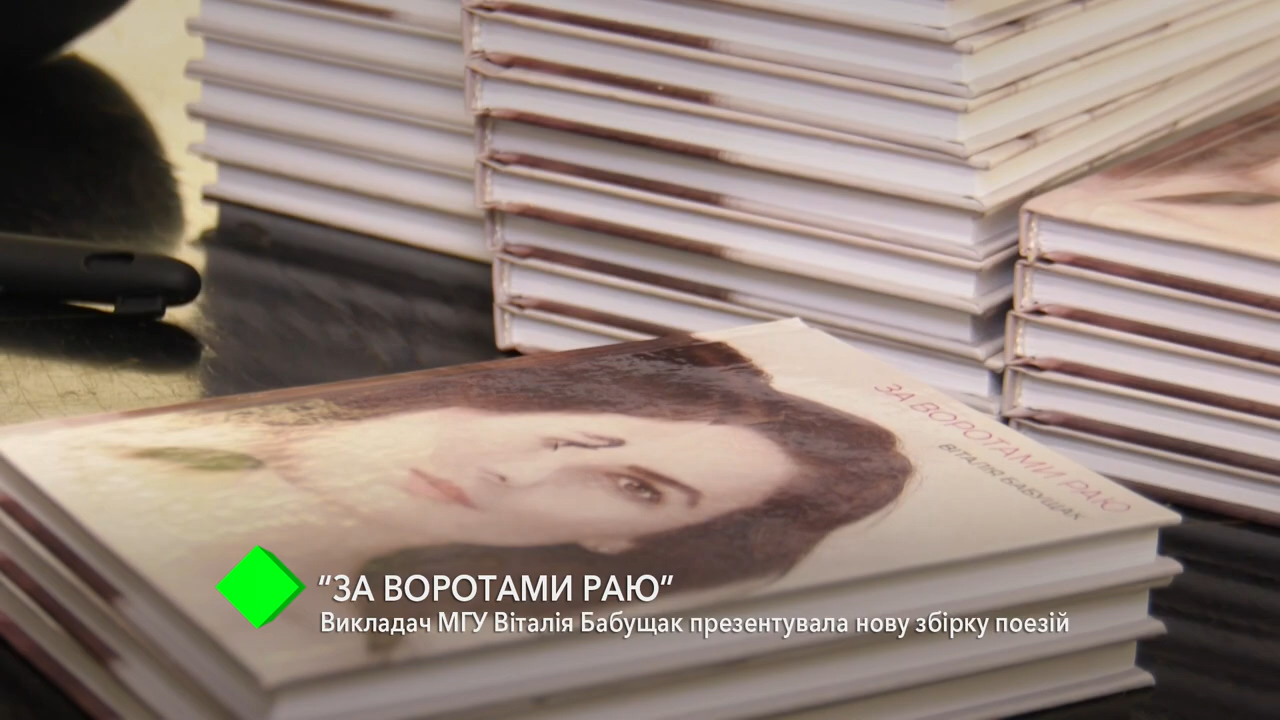 ЗА ВОРОТАМИ РАЮ
ВІТАЛІЯ БАБУЩАК
“ЗА ВОРОТАМИ РАЮ”
Викладач МГУ Віталія Бабущак презентувала нову збірку поезій